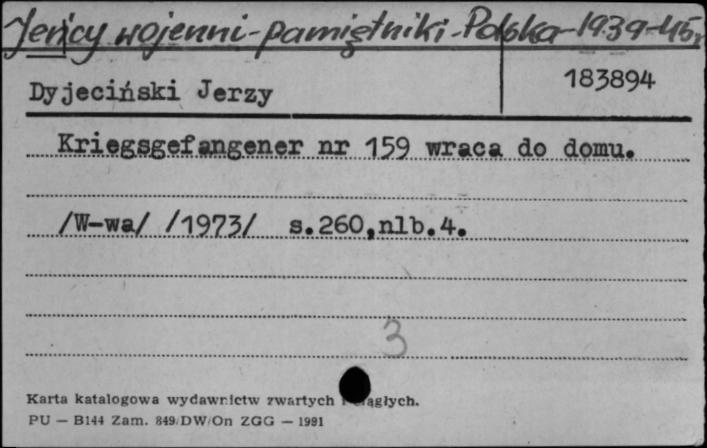 Jeńcy wojenni-pamiętniki-Polska-1939-45r
183894
Dyjeciński Jerzy
Kriegsgefangener nr 159 wraca do domu.
/W-wa/ /1973/ s.260,nlb.4.
3
Karta katalogowa wydawnictw zwartych i ciągłych.
PU — B144 Zam. 849/DW/On ZGG — 1991